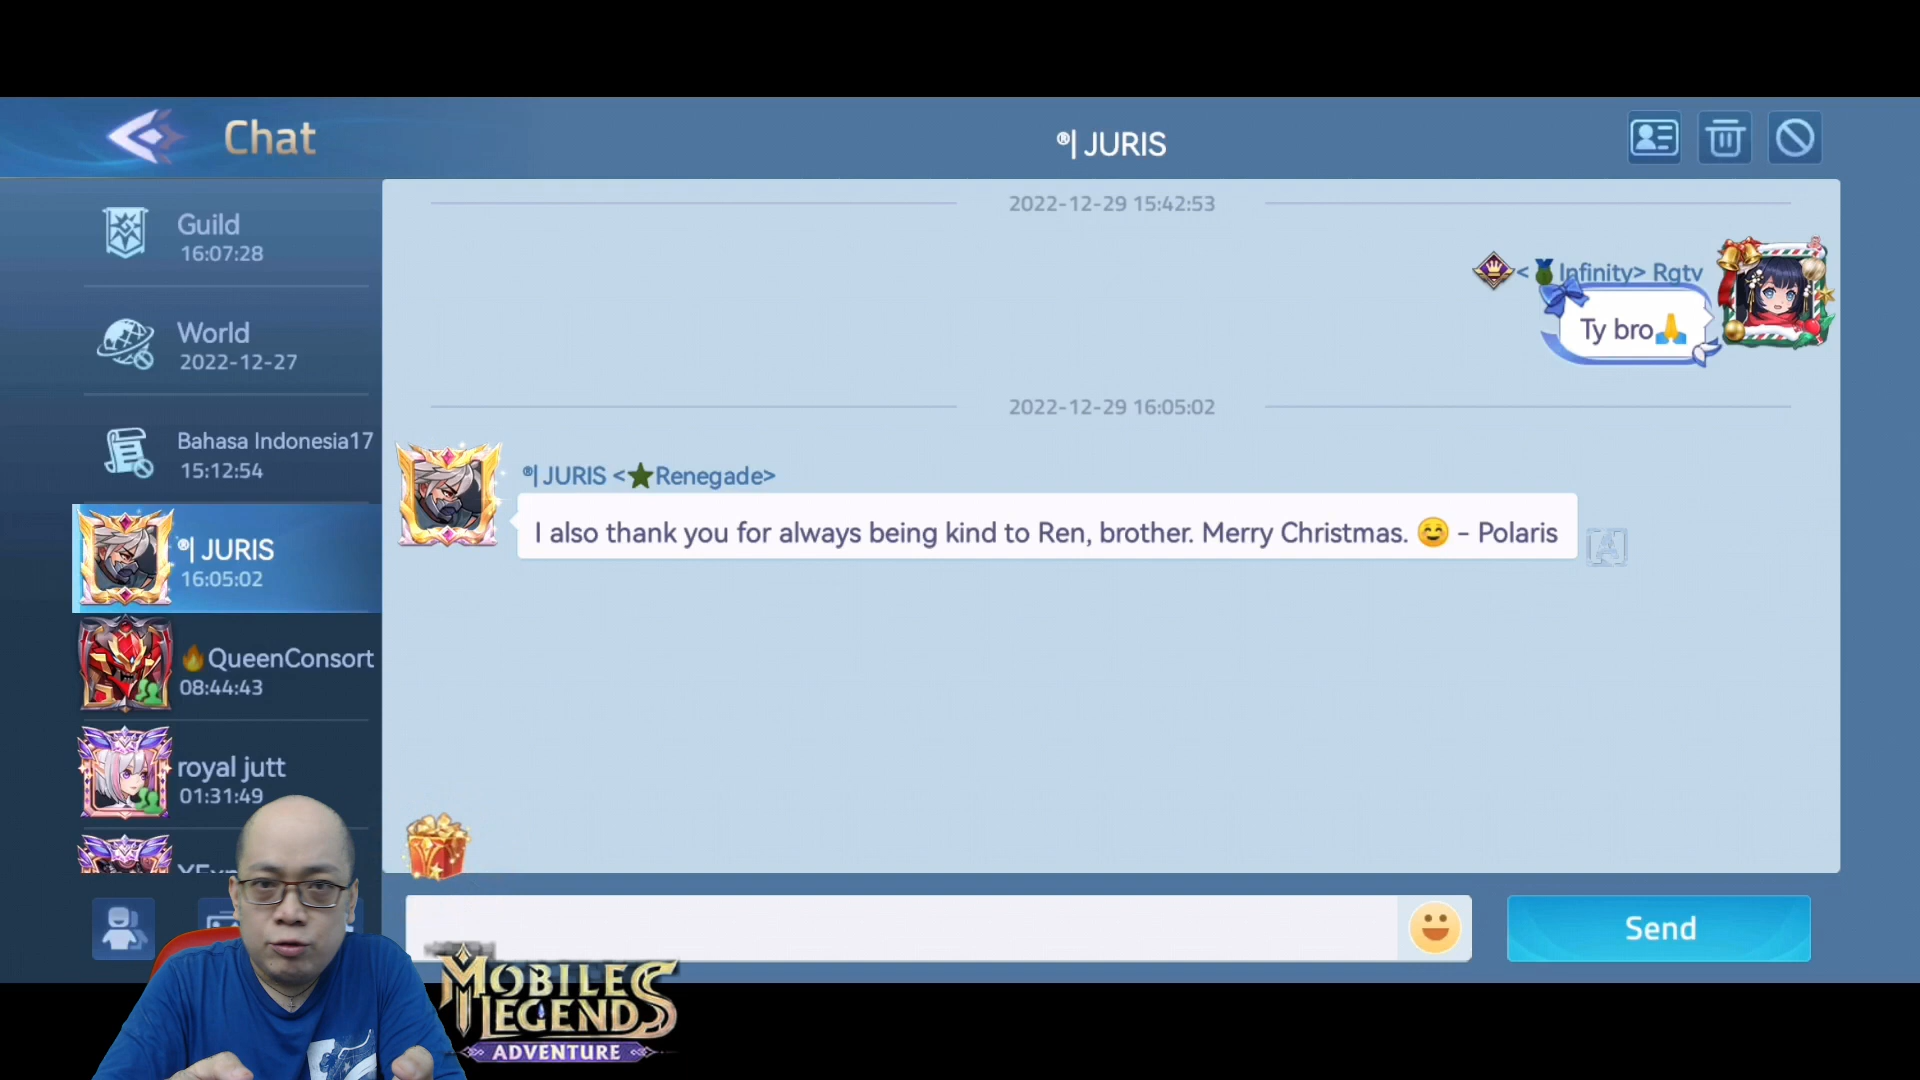 Chat
®| JURIS
Guild
16:07:28
World
2022-12-27
Bahasa Indonesia17
15:12:54
®| JURIS
16:05:02
🔥QueenConsort
08:44:43
royal jutt
01:31:49
2022-12-29 15:42:53
<Infinity> Rgtv
Ty bro🙏
2022-12-29 16:05:02
®| JURIS <★Renegade>
I also thank you for always being kind to Ren, brother. Merry Christmas. 😊 - Polaris
Send
MOBILE LEGENDS
ADVENTURE